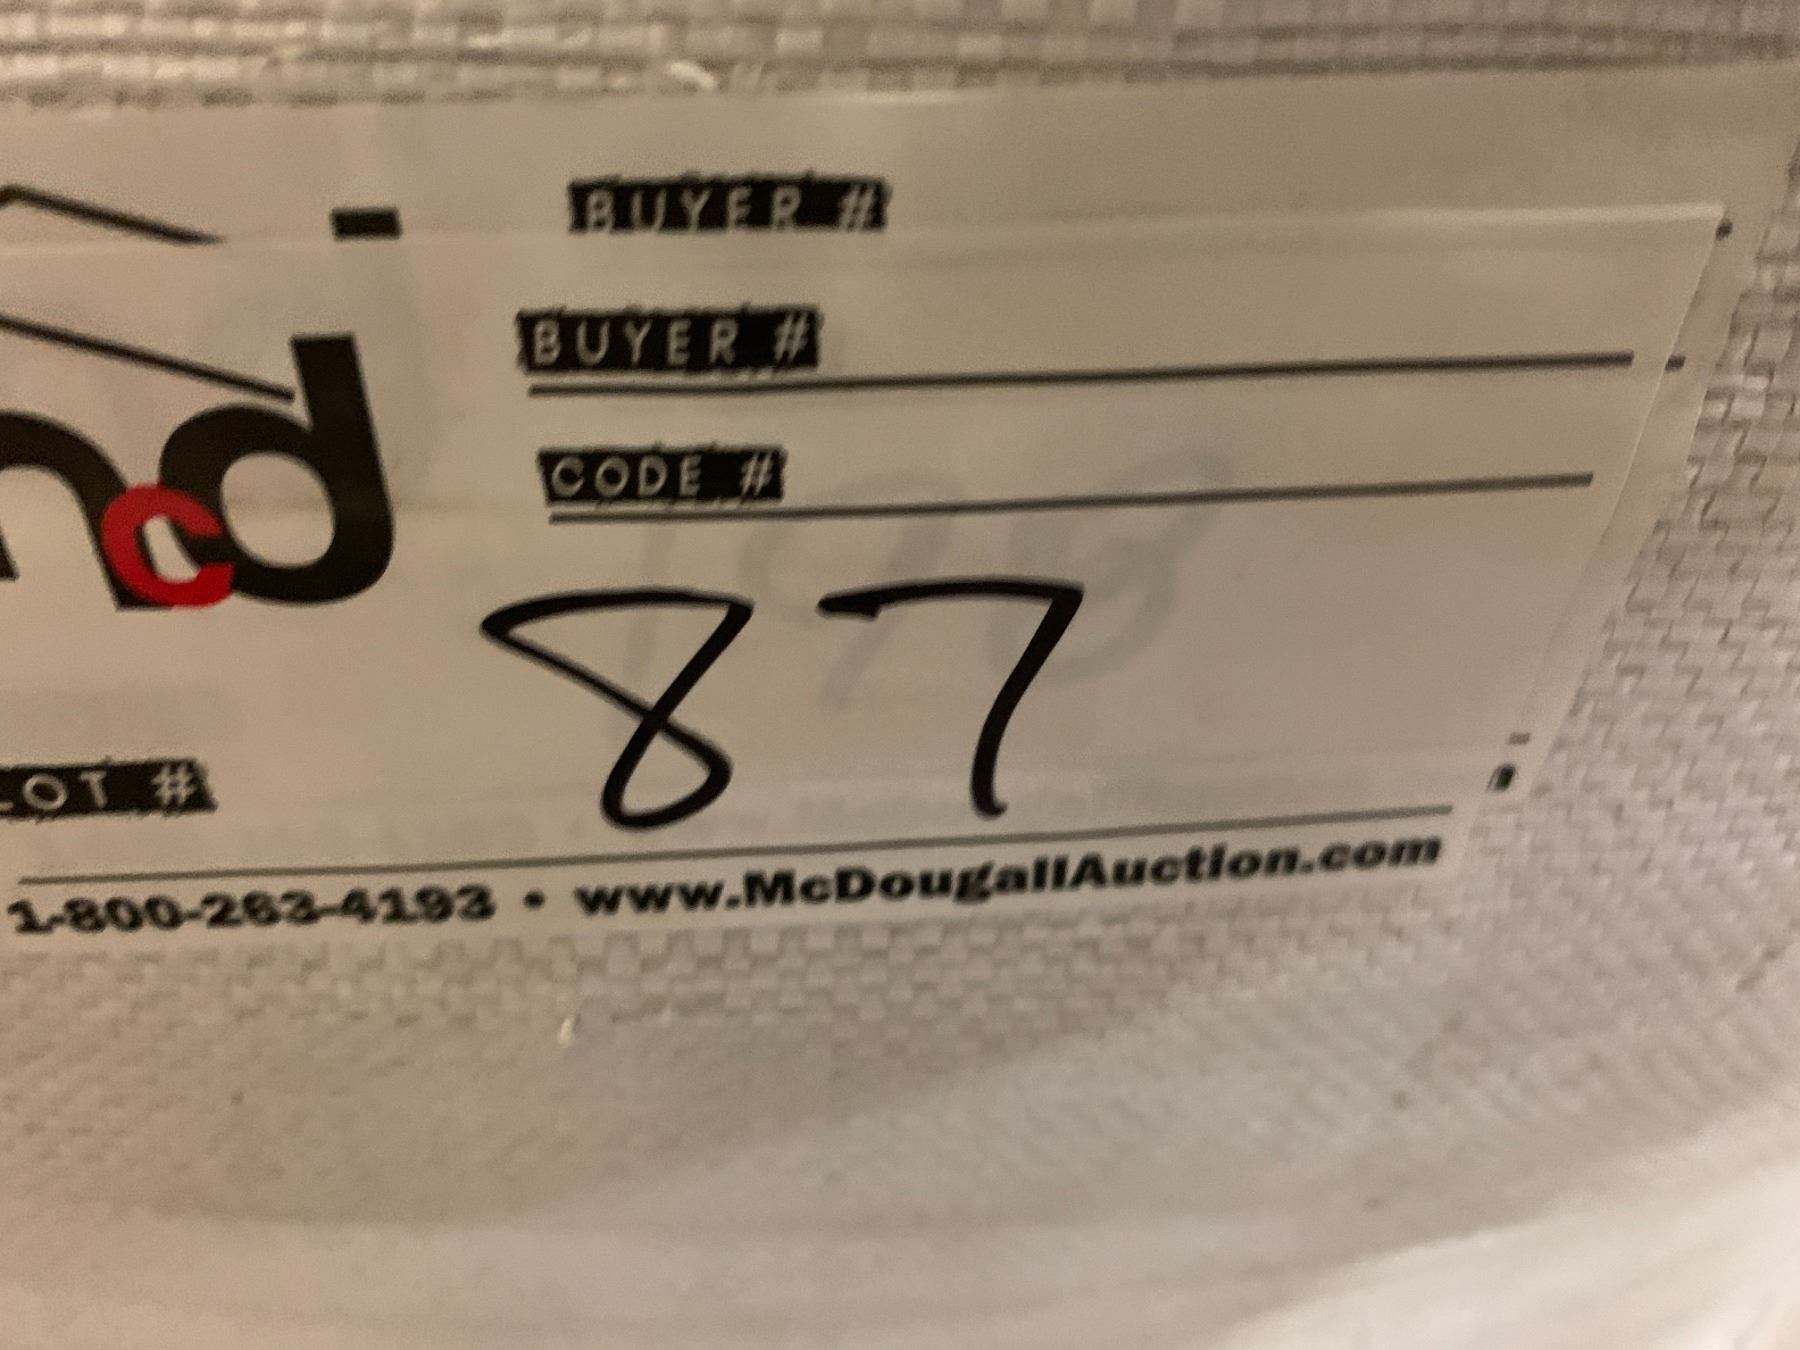 BUYER #
BUYER #
CODE #
mcd
87
LOT #
1-800-263-4193 • www.McDougallAuction.com